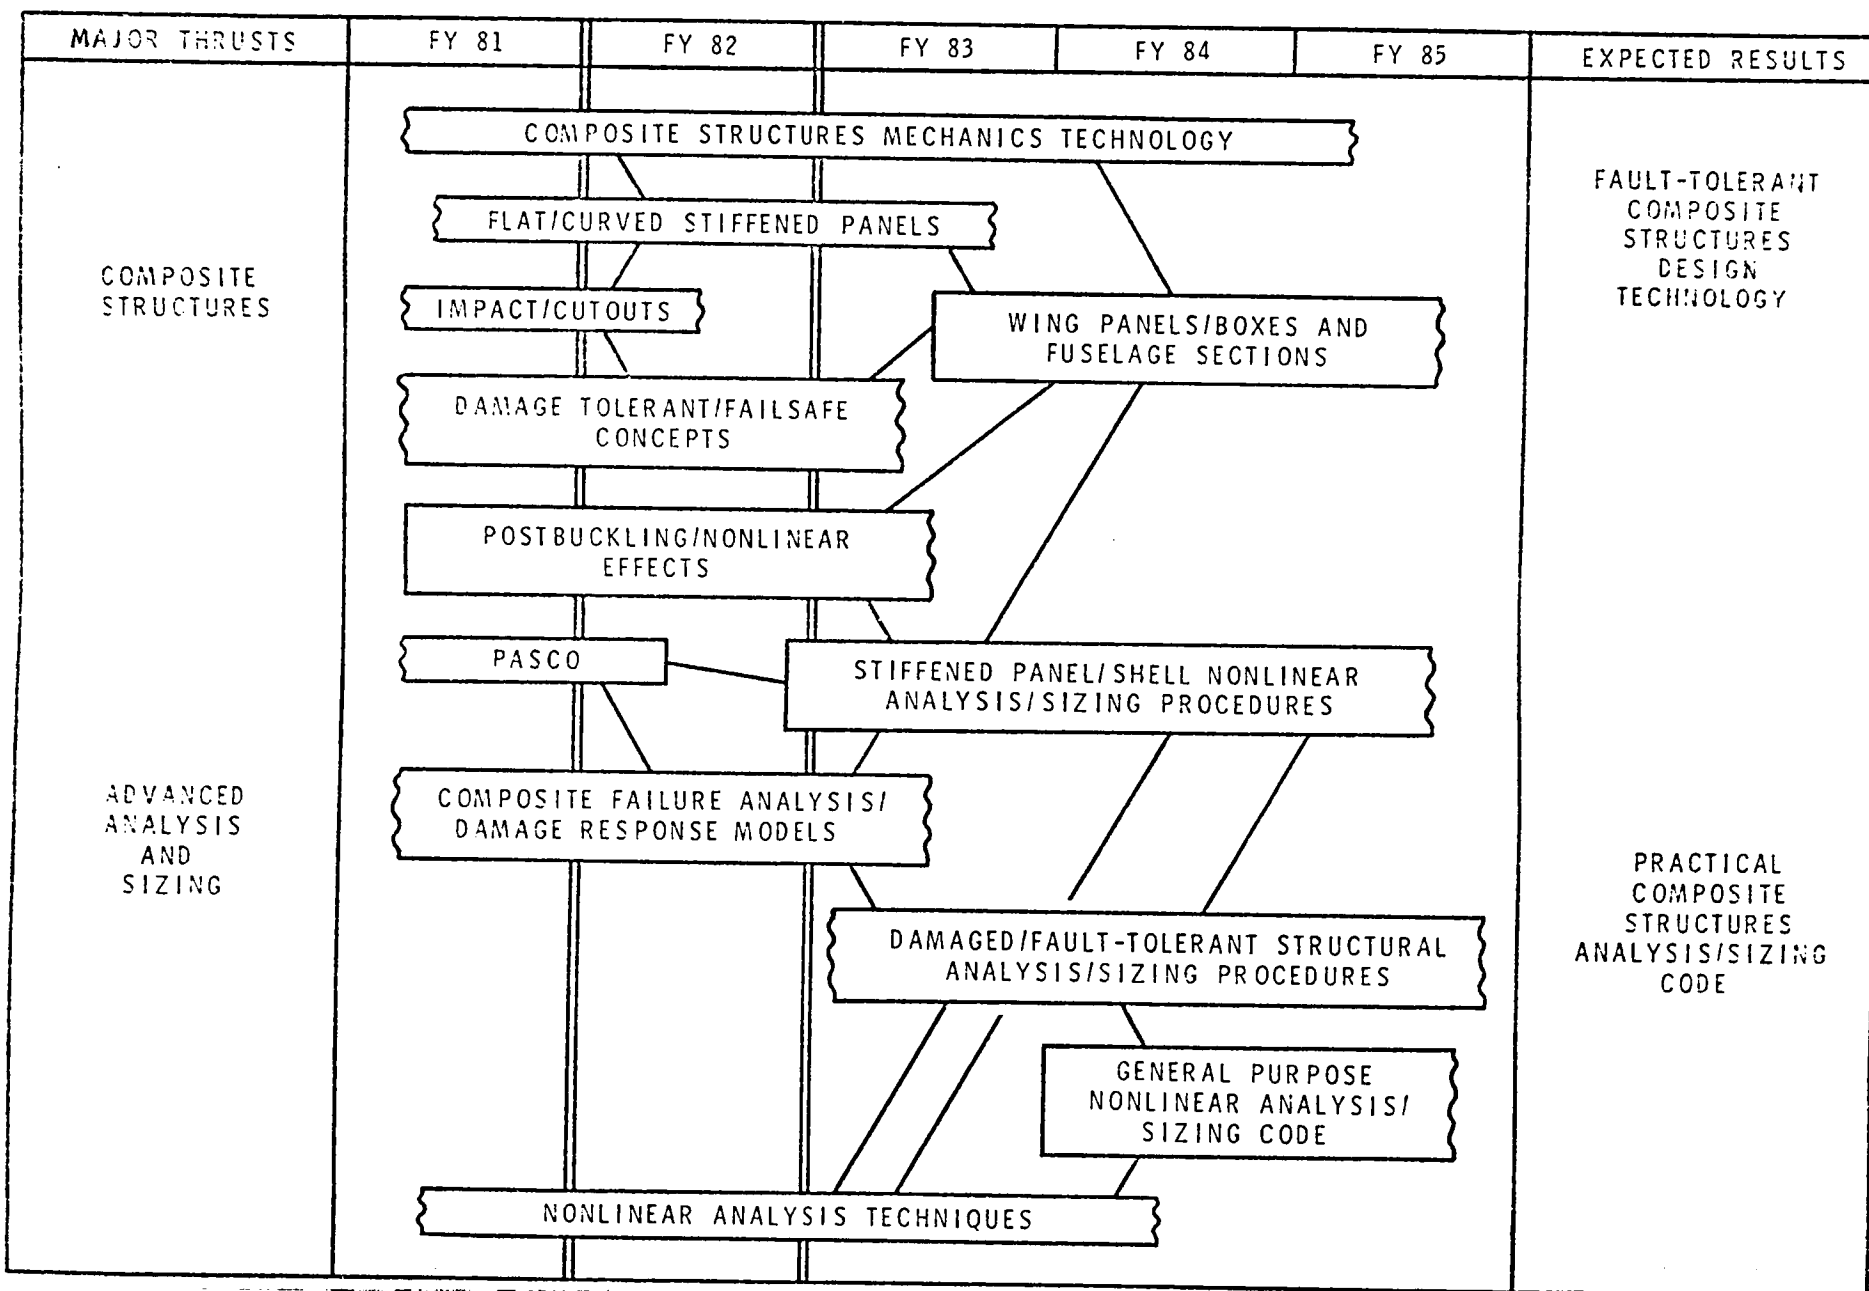 MAJOR THRUSTS
FY 81
FY 82
FY 83
FY 84
FY 85
EXPECTED RESULTS
COMPOSITE STRUCTURES MECHANICS TECHNOLOGY
FLAT/CURVED STIFFENED PANELS
COMPOSITE
STRUCTURES
IMPACT/CUTOUTS
WING PANELS/BOXES AND
FUSELAGE SECTIONS
FAULT-TOLERANT
COMPOSITE
STRUCTURES
DESIGN
TECHNOLOGY
DAMAGE TOLERANT/FAILSAFE
CONCEPTS
POSTBUCKLING/NONLINEAR
EFFECTS
PASCO
STIFFENED PANEL/SHELL NONLINEAR
ANALYSIS/SIZING PROCEDURES
ADVANCED
ANALYSIS
AND
SIZING
COMPOSITE FAILURE ANALYSIS/
DAMAGE RESPONSE MODELS
DAMAGED/FAULT-TOLERANT STRUCTURAL
ANALYSIS/SIZING PROCEDURES
PRACTICAL
COMPOSITE
STRUCTURES
ANALYSIS/SIZING
CODE
GENERAL PURPOSE
NONLINEAR ANALYSIS/
SIZING CODE
NONLINEAR ANALYSIS TECHNIQUES